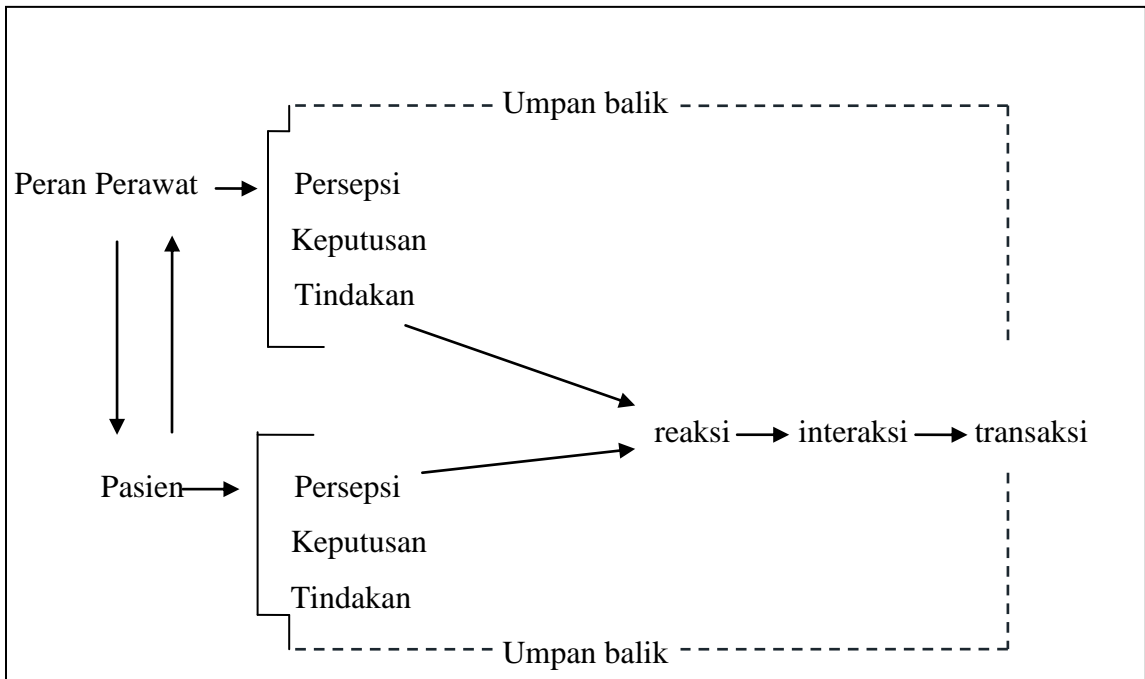 Umpan balik
Peran Perawat
Persepsi
Keputusan
Tindakan
reaksi interaksi transaksi
Pasien
Persepsi
Keputusan
Tindakan
Umpan balik